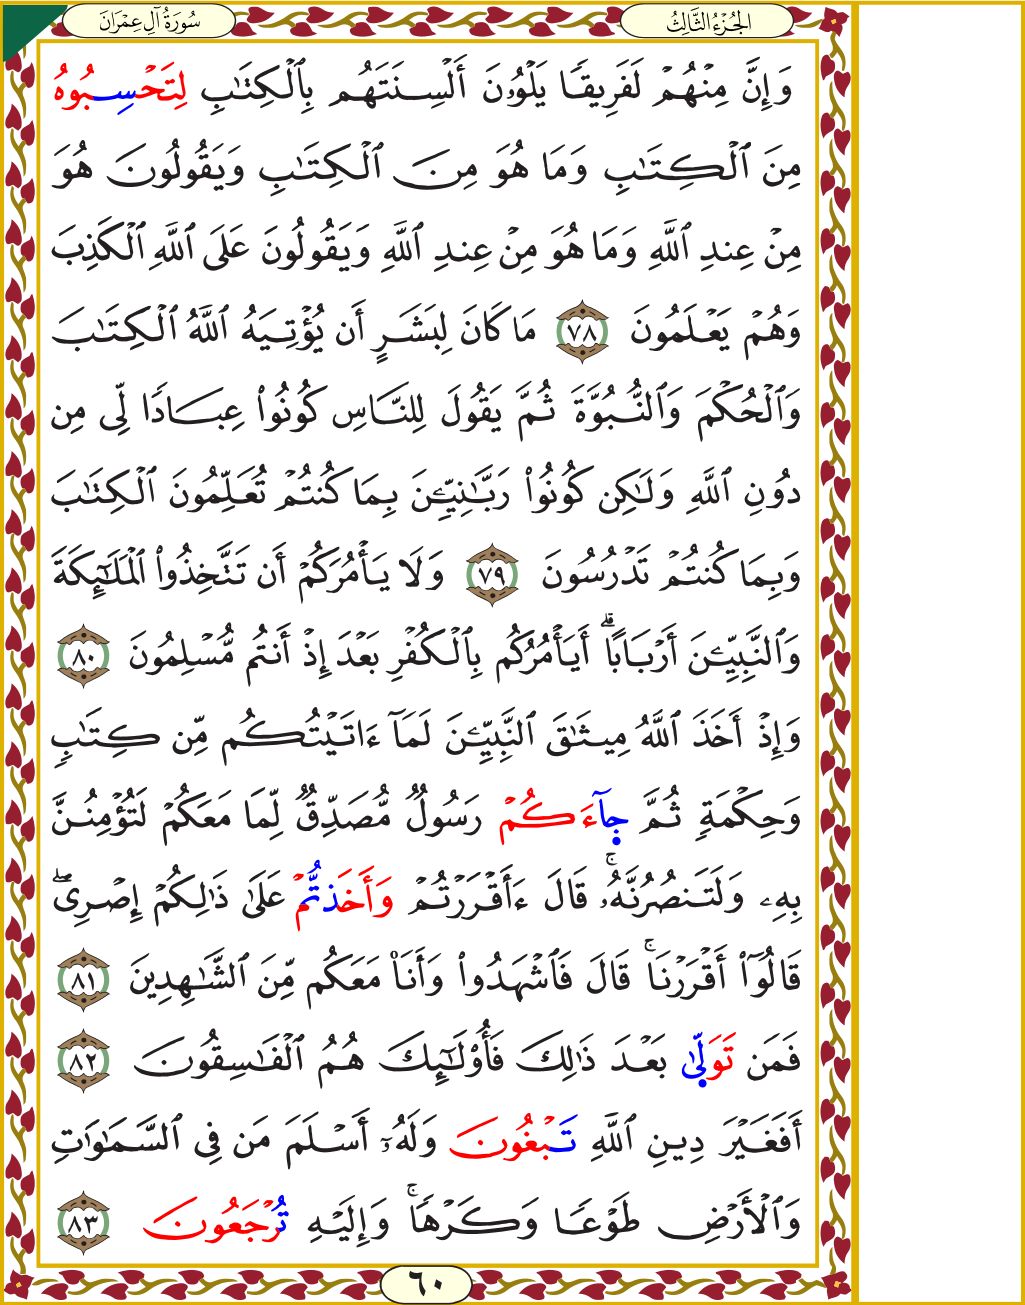 الجُزْءُ الثَّالِثُ
سُورَةُ آلِ عِمْرَانَ
وَإِنَّ مِنْهُمْ لَفَرِيقًا يَلْوُۥنَ أَلْسِنَتَهُم بِٱلْكِتَٰبِ لِتَحْسِبُوهُ
مِنَ ٱلْكِتَٰبِ وَمَا هُوَ مِنَ ٱلْكِتَٰبِ وَيَقُولُونَ هُوَ
مِنْ عِندِ ٱللَّهِ وَمَا هُوَ مِنْ عِندِ ٱللَّهِ وَيَقُولُونَ عَلَى ٱللَّهِ ٱلْكَذِبَ
وَهُمْ يَعْلَمُونَ ٧٨ مَا كَانَ لِبَشَرٍ أَن يُؤْتِيَهُ ٱللَّهُ ٱلْكِتَٰبَ
وَٱلْحُكْمَ وَٱلنُّبُوَّةَ ثُمَّ يَقُولَ لِلنَّاسِ كُونُوا۟ عِبَادًا لِّى مِن
دُونِ ٱللَّهِ وَلَٰكِن كُونُوا۟ رَبَّٰنِيِّۦنَ بِمَا كُنتُمْ تُعَلِّمُونَ ٱلْكِتَٰبَ
وَبِمَا كُنتُمْ تَدْرُسُونَ ٧٩ وَلَا يَأْمُرَكُمْ أَن تَتَّخِذُوا۟ ٱلْمَلَٰٓئِكَةَ
وَٱلنَّبِيِّۦنَ أَرْبَابًا ۗ أَيَأْمُرُكُم بِٱلْكُفْرِ بَعْدَ إِذْ أَنتُم مُّسْلِمُونَ ٨٠
وَإِذْ أَخَذَ ٱللَّهُ مِيثَٰقَ ٱلنَّبِيِّۦنَ لَمَآ ءَاتَيْتُكُم مِّن كِتَٰبٍ
وَحِكْمَةٍ ثُمَّ جِآءَكُمْ رَسُولٌ مُّصَدِّقٌ لِّمَا مَعَكُمْ لَتُؤْمِنُنَّ
بِهِۦ وَلَتَنصُرُنَّهُۥ ۚ قَالَ ءَأَقْرَرْتُمْ وَأَخَذتُّمْ عَلَىٰ ذَٰلِكُمْ إِصْرِى ۖ
قَالُوٓا۟ أَقْرَرْنَا ۚ قَالَ فَٱشْهَدُوا۟ وَأَنَا۠ مَعَكُم مِّنَ ٱلشَّٰهِدِينَ ٨١
فَمَن تَوَلِّىٰ بَعْدَ ذَٰلِكَ فَأُو۟لَٰٓئِكَ هُمُ ٱلْفَٰسِقُونَ ٨٢
أَفَغَيْرَ دِينِ ٱللَّهِ تَبْغُونَ وَلَهُۥٓ أَسْلَمَ مَن فِى ٱلسَّمَٰوَٰتِ
وَٱلْأَرْضِ طَوْعًا وَكَرْهًا ۚ وَإِلَيْهِ تُرْجَعُونَ ٨٣
٦٠